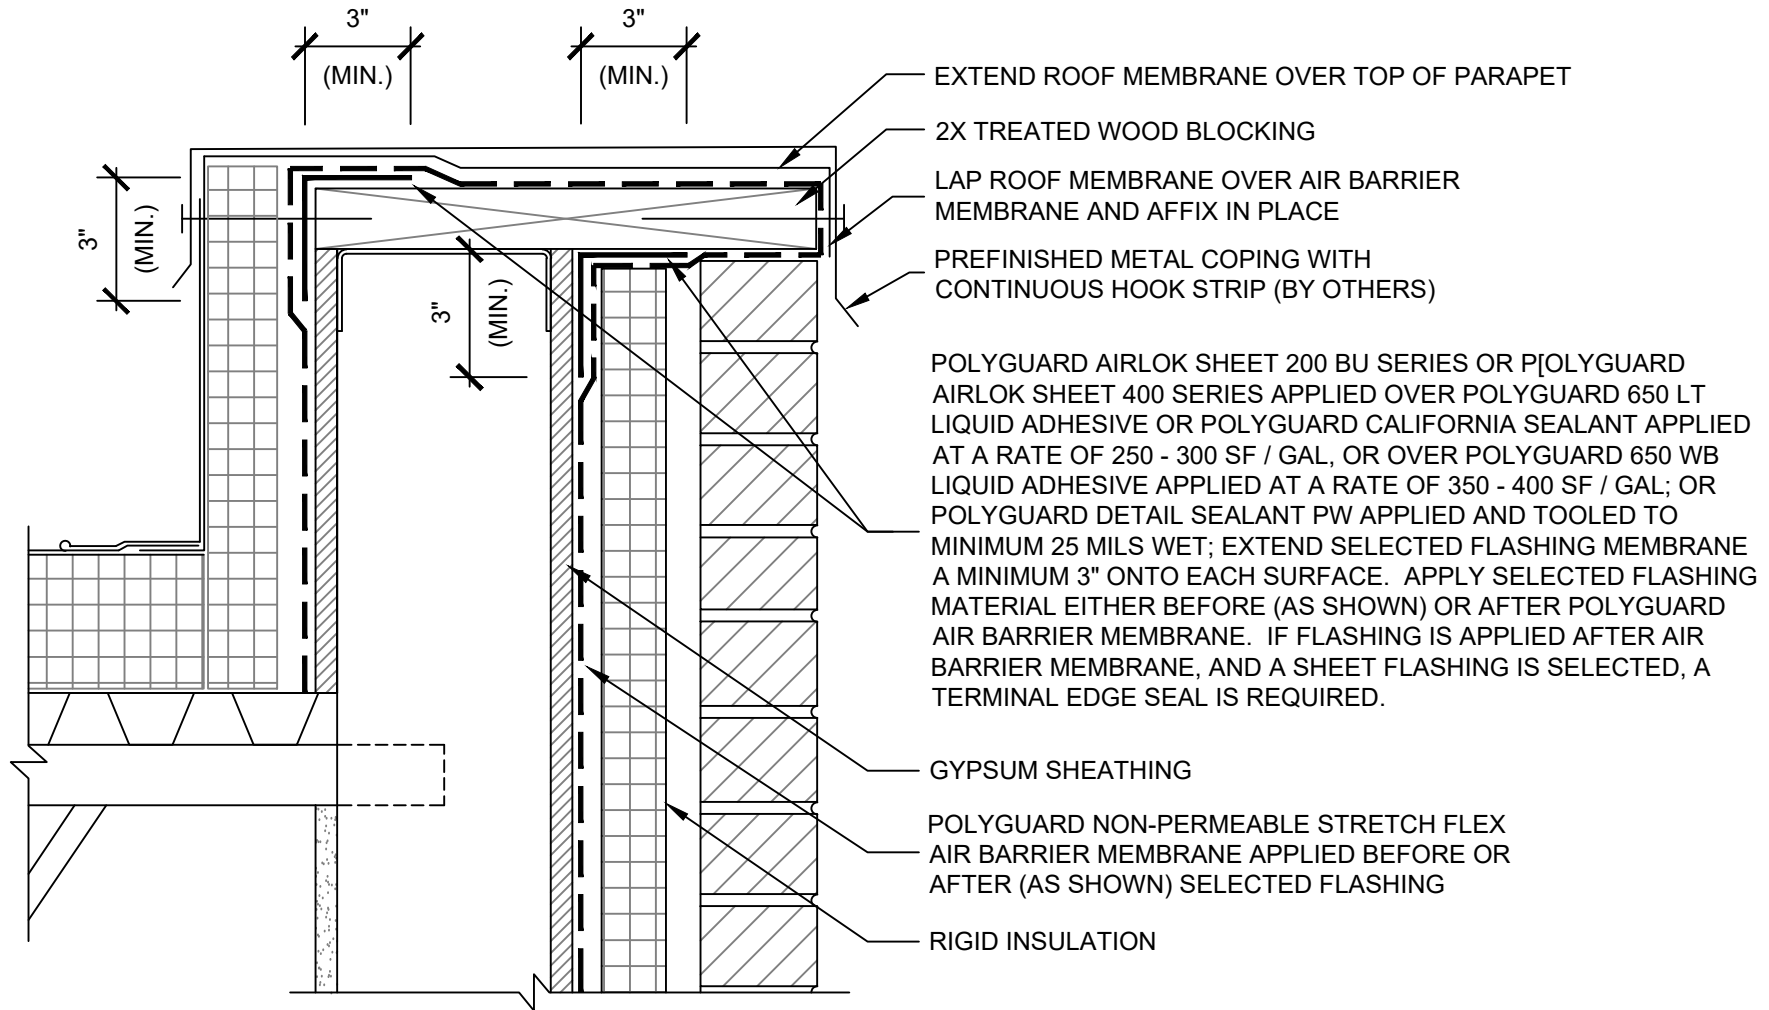 3"
(MIN.)
3"
(MIN.)
3"
(MIN.)
3"
(MIN.)
EXTEND ROOF MEMBRANE OVER TOP OF PARAPET
2X TREATED WOOD BLOCKING
LAP ROOF MEMBRANE OVER AIR BARRIER
MEMBRANE AND AFFIX IN PLACE
PREFINISHED METAL COPING WITH
CONTINUOUS HOOK STRIP (BY OTHERS)
POLYGUARD AIRLOK SHEET 200 BU SERIES OR P[OLYGUARD
AIRLOK SHEET 400 SERIES APPLIED OVER POLYGUARD 650 LT
LIQUID ADHESIVE OR POLYGUARD CALIFORNIA SEALANT APPLIED
AT A RATE OF 250 - 300 SF / GAL, OR OVER POLYGUARD 650 WB
LIQUID ADHESIVE APPLIED AT A RATE OF 350 - 400 SF / GAL; OR
POLYGUARD DETAIL SEALANT PW APPLIED AND TOOLED TO
MINIMUM 25 MILS WET; EXTEND SELECTED FLASHING MEMBRANE
A MINIMUM 3" ONTO EACH SURFACE.  APPLY SELECTED FLASHING
MATERIAL EITHER BEFORE (AS SHOWN) OR AFTER POLYGUARD
AIR BARRIER MEMBRANE.  IF FLASHING IS APPLIED AFTER AIR
BARRIER MEMBRANE, AND A SHEET FLASHING IS SELECTED, A
TERMINAL EDGE SEAL IS REQUIRED.
GYPSUM SHEATHING
POLYGUARD NON-PERMEABLE STRETCH FLEX
AIR BARRIER MEMBRANE APPLIED BEFORE OR
AFTER (AS SHOWN) SELECTED FLASHING
RIGID INSULATION